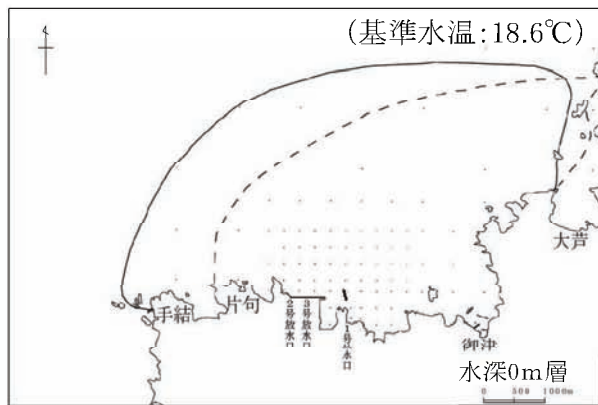 (基準水温:18.6℃)
大芦
手結
片句
2号放水口
3号放水口
1号放水口
御津
水深0m層
0 500 1000m